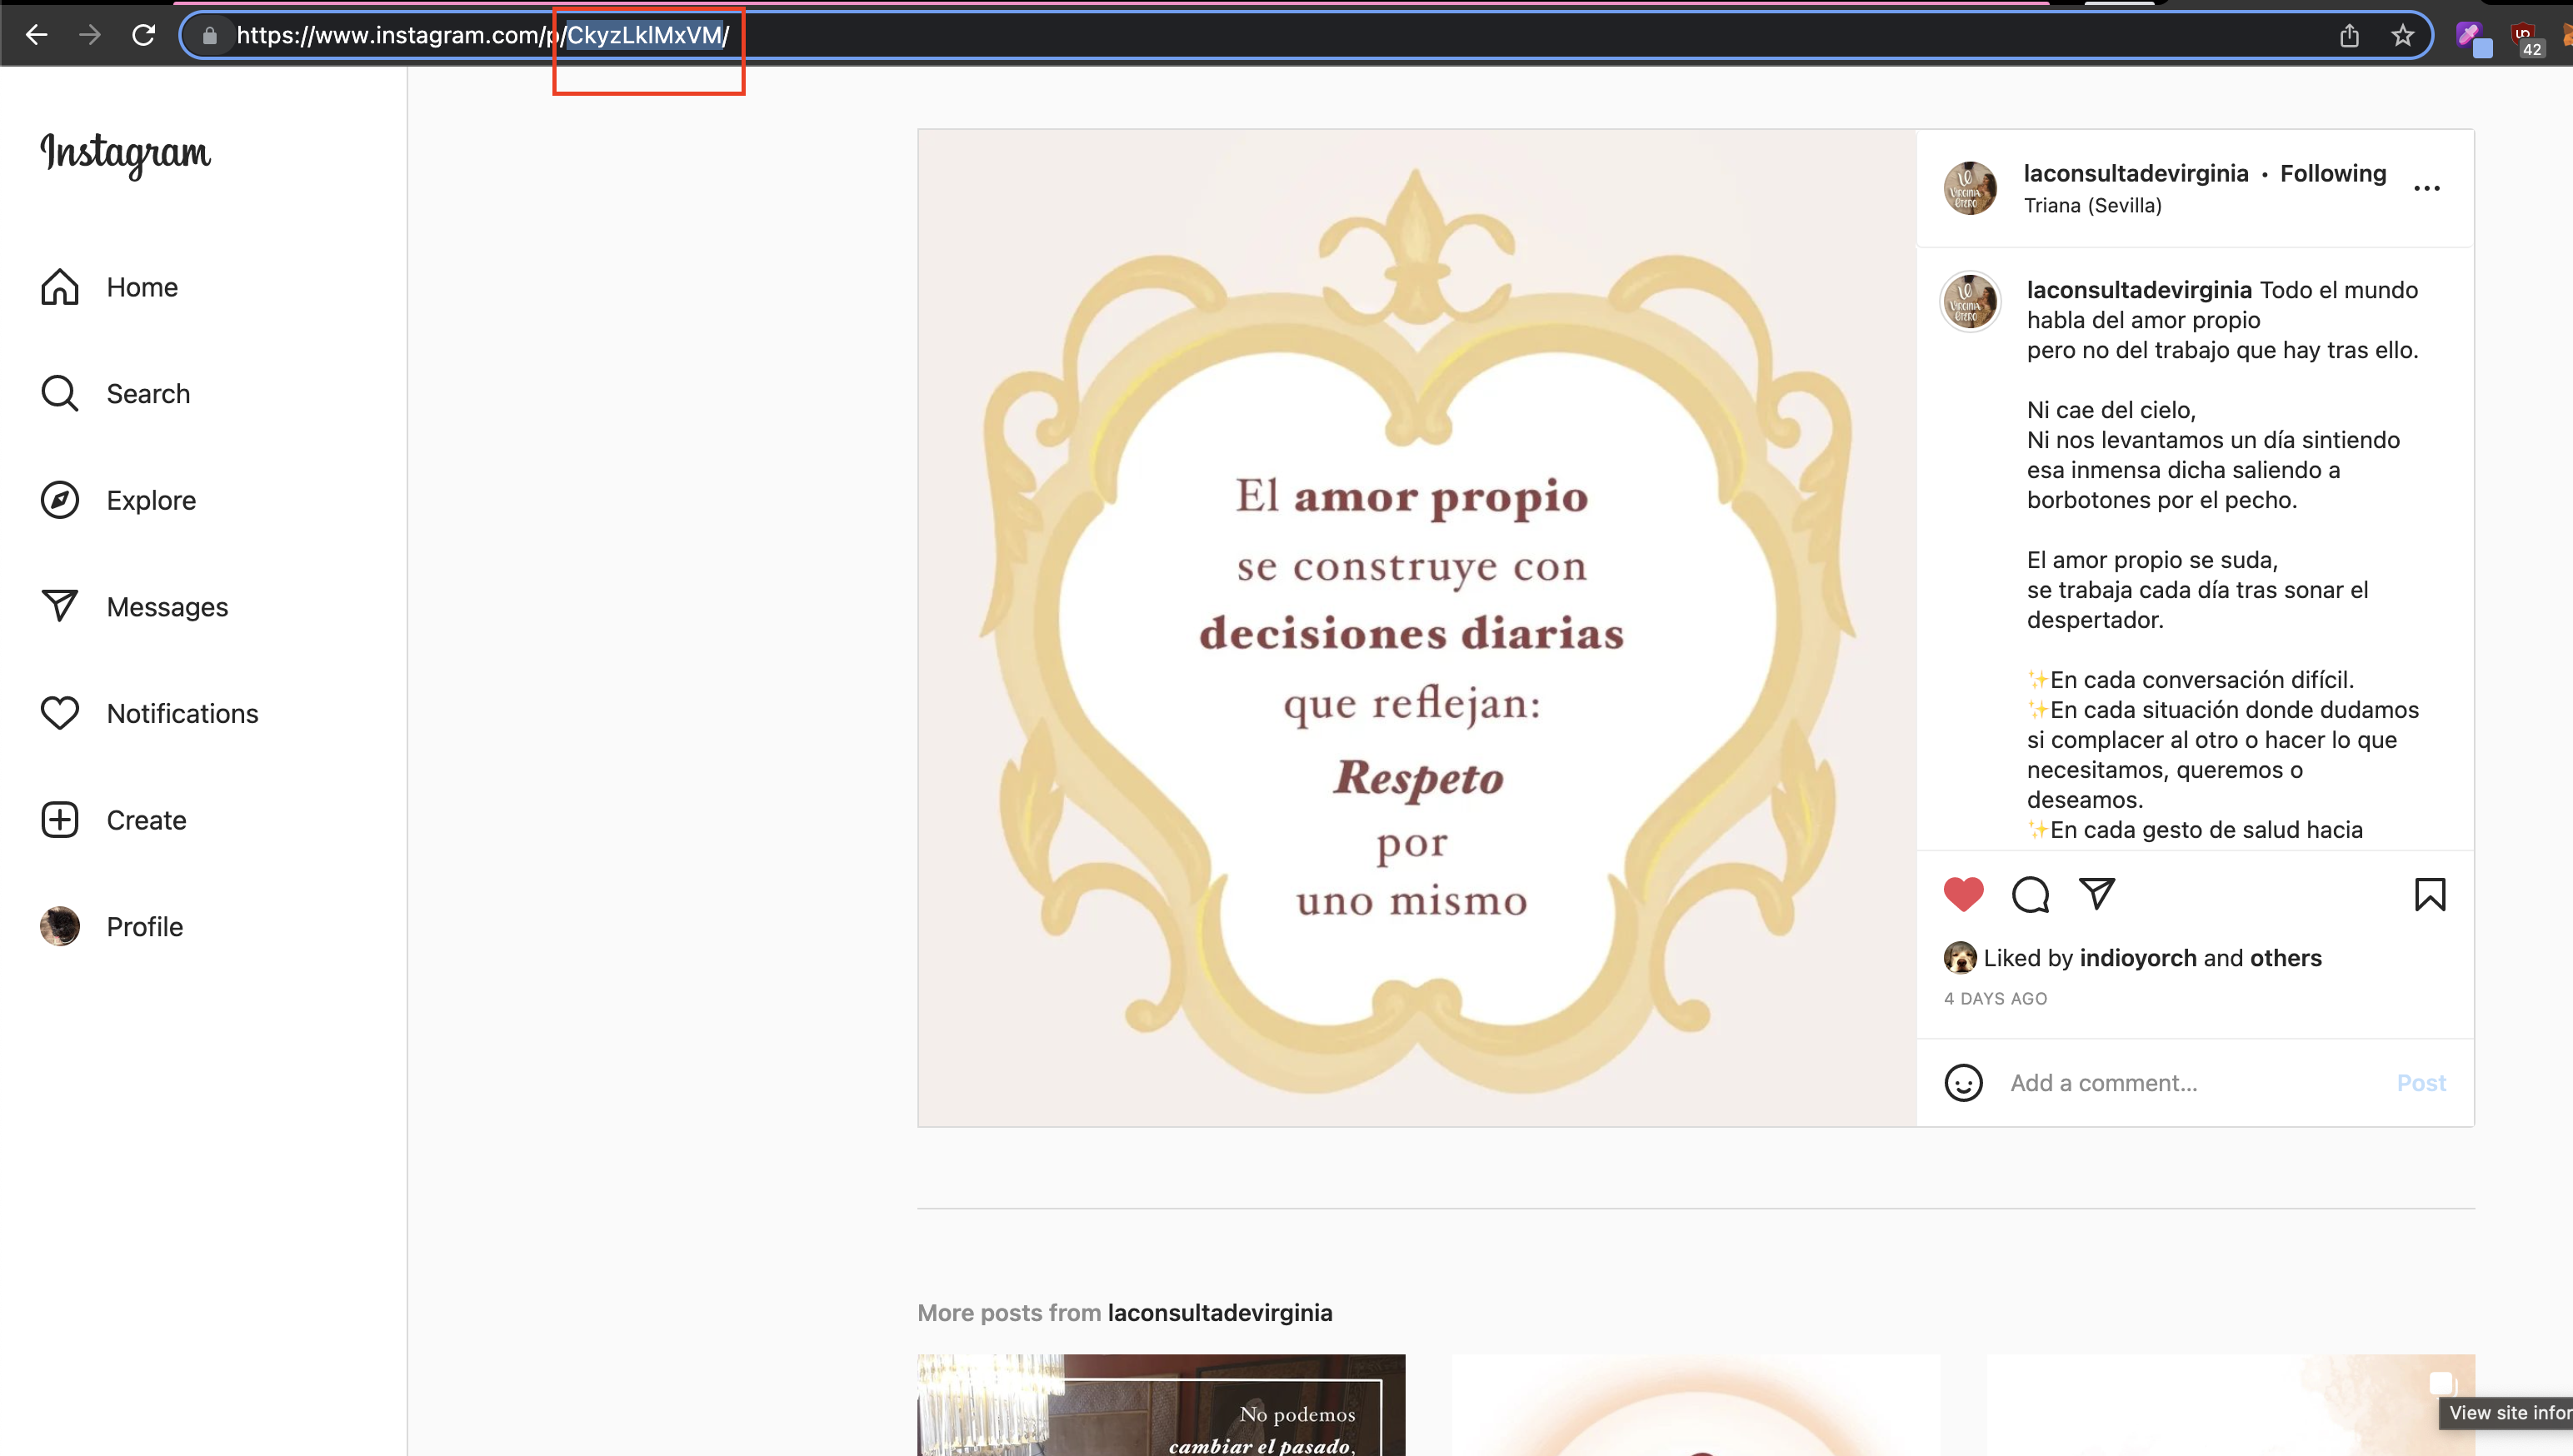 https://www.instagram.com/p/CkyzLklMxVM/
42
Instagram
Home
Search
Explore
Messages
Notifications
Create
Profile
El amor propio
se construye con
decisiones diarias
que reflejan:
Respeto
por
uno mismo
laconsultadevirginia • Following
Triana (Sevilla)
laconsultadevirginia Todo el mundo
habla del amor propio
pero no del trabajo que hay tras ello.
Ni cae del cielo,
Ni nos levantamos un día sintiendo
esa inmensa dicha saliendo a
borbotones por el pecho.
El amor propio se suda,
se trabaja cada día tras sonar el
despertador.
✨En cada conversación difícil.
✨En cada situación donde dudamos
si complacer al otro o hacer lo que
necesitamos, queremos o
deseamos.
✨En cada gesto de salud hacia
Liked by indioyorch and others
4 DAYS AGO
Add a comment...
Post
More posts from laconsultadevirginia
No podemos
cambiar el pasado,
View site infor